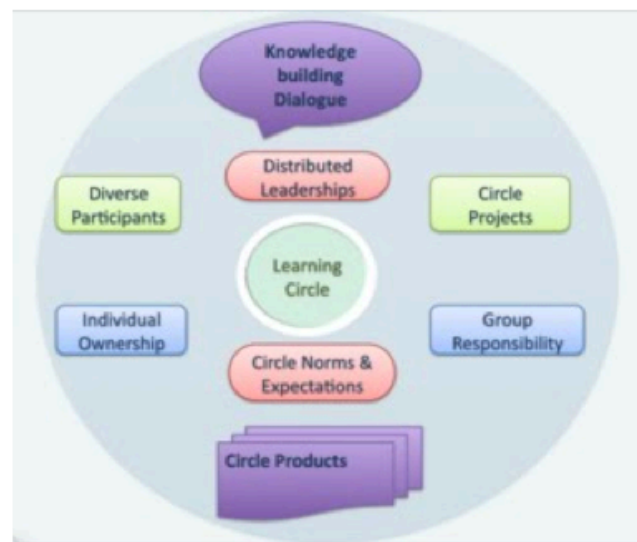 Knowledge
building
Dialogue
Distributed
Leaderships
Diverse
Participants
Circle
Projects
Learning
Circle
Individual
Ownership
Group
Responsibility
Circle Norms &
Expectations
Circle Products